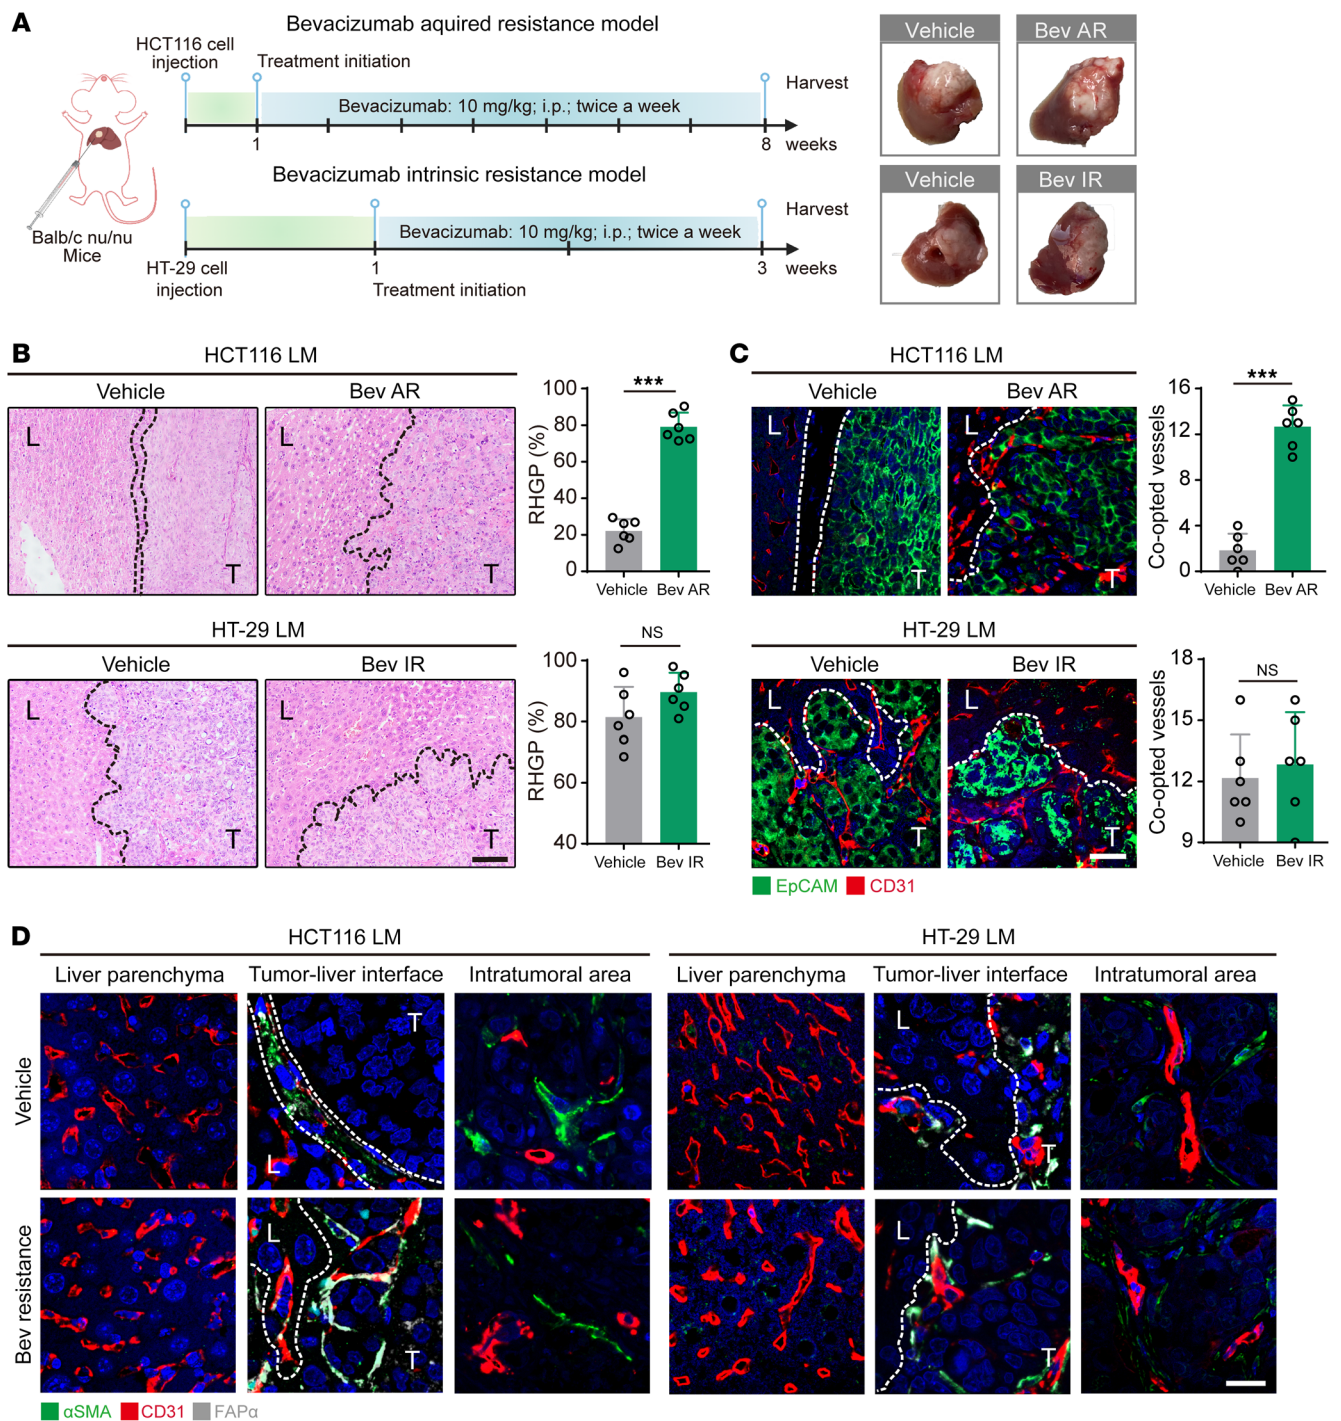 A
Bevacizumab aquired resistance model
HCT116 cell
injection
Treatment initiation
Harvest
Bevacizumab: 10 mg/kg; i.p.; twice a week
1
8
weeks
Bevacizumab intrinsic resistance model
Harvest
Bevacizumab: 10 mg/kg; i.p.; twice a week
Balb/c nu/nu
Mice
HT-29 cell
injection
1
3
weeks
Treatment initiation
Vehicle
Bev AR
Vehicle
Bev IR
B
HCT116 LM
Vehicle
Bev AR
L
T
L
T
RHGP (%)
100
80
60
40
20
0
***
Vehicle
Bev AR
HT-29 LM
Vehicle
Bev IR
L
T
L
T
RHGP (%)
100
80
60
40
NS
Vehicle
Bev IR
C
HCT116 LM
Vehicle
Bev AR
L
T
L
T
Co-opted vessels
16
12
8
4
0
***
Vehicle
Bev AR
HT-29 LM
Vehicle
Bev IR
L
T
L
T
Co-opted vessels
18
15
12
9
NS
Vehicle
Bev IR
EpCAM
CD31
D
HCT116 LM
HT-29 LM
Liver parenchyma
Tumor-liver interface
Intratumoral area
Liver parenchyma
Tumor-liver interface
Intratumoral area
Vehicle
T
L
L
T
Bev resistance
L
T
L
T
αSMA
CD31
FAPα